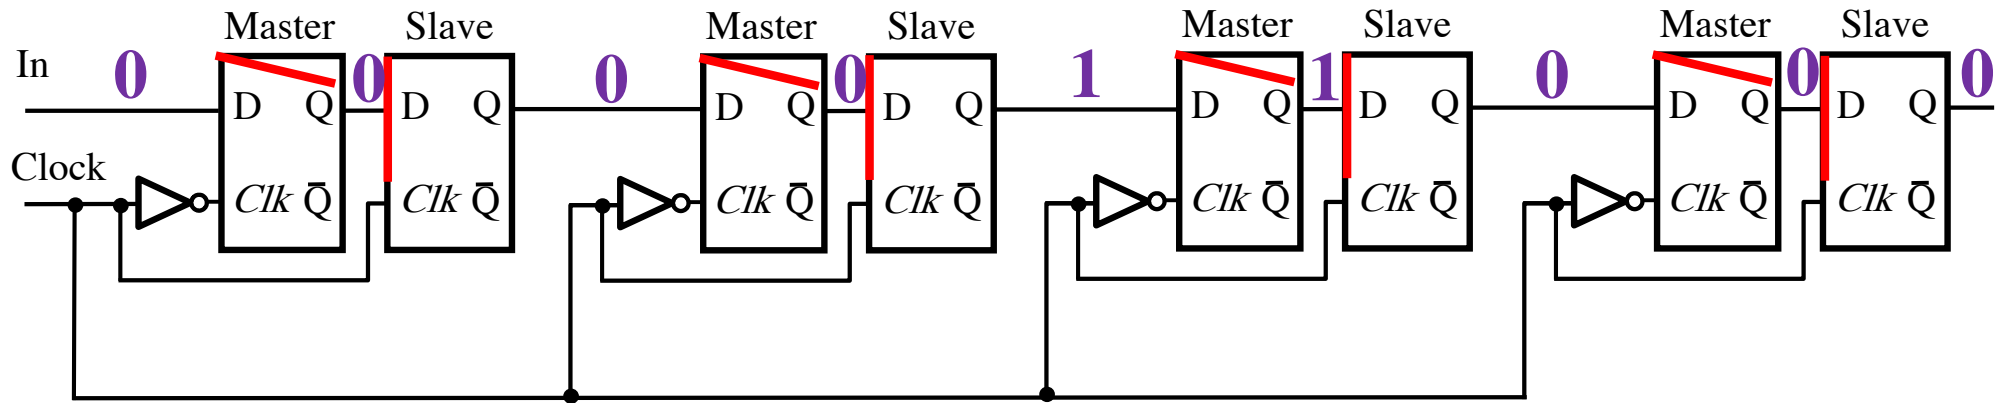 Master Slave Master Slave Master Slave Master Slave
In 0 0 0 0 1 1 0 0 0
D Q D Q D Q D Q D Q D Q D Q D Q
Clock
Clk Q̄ Clk Q̄ Clk Q̄ Clk Q̄ Clk Q̄ Clk Q̄ Clk Q̄ Clk Q̄